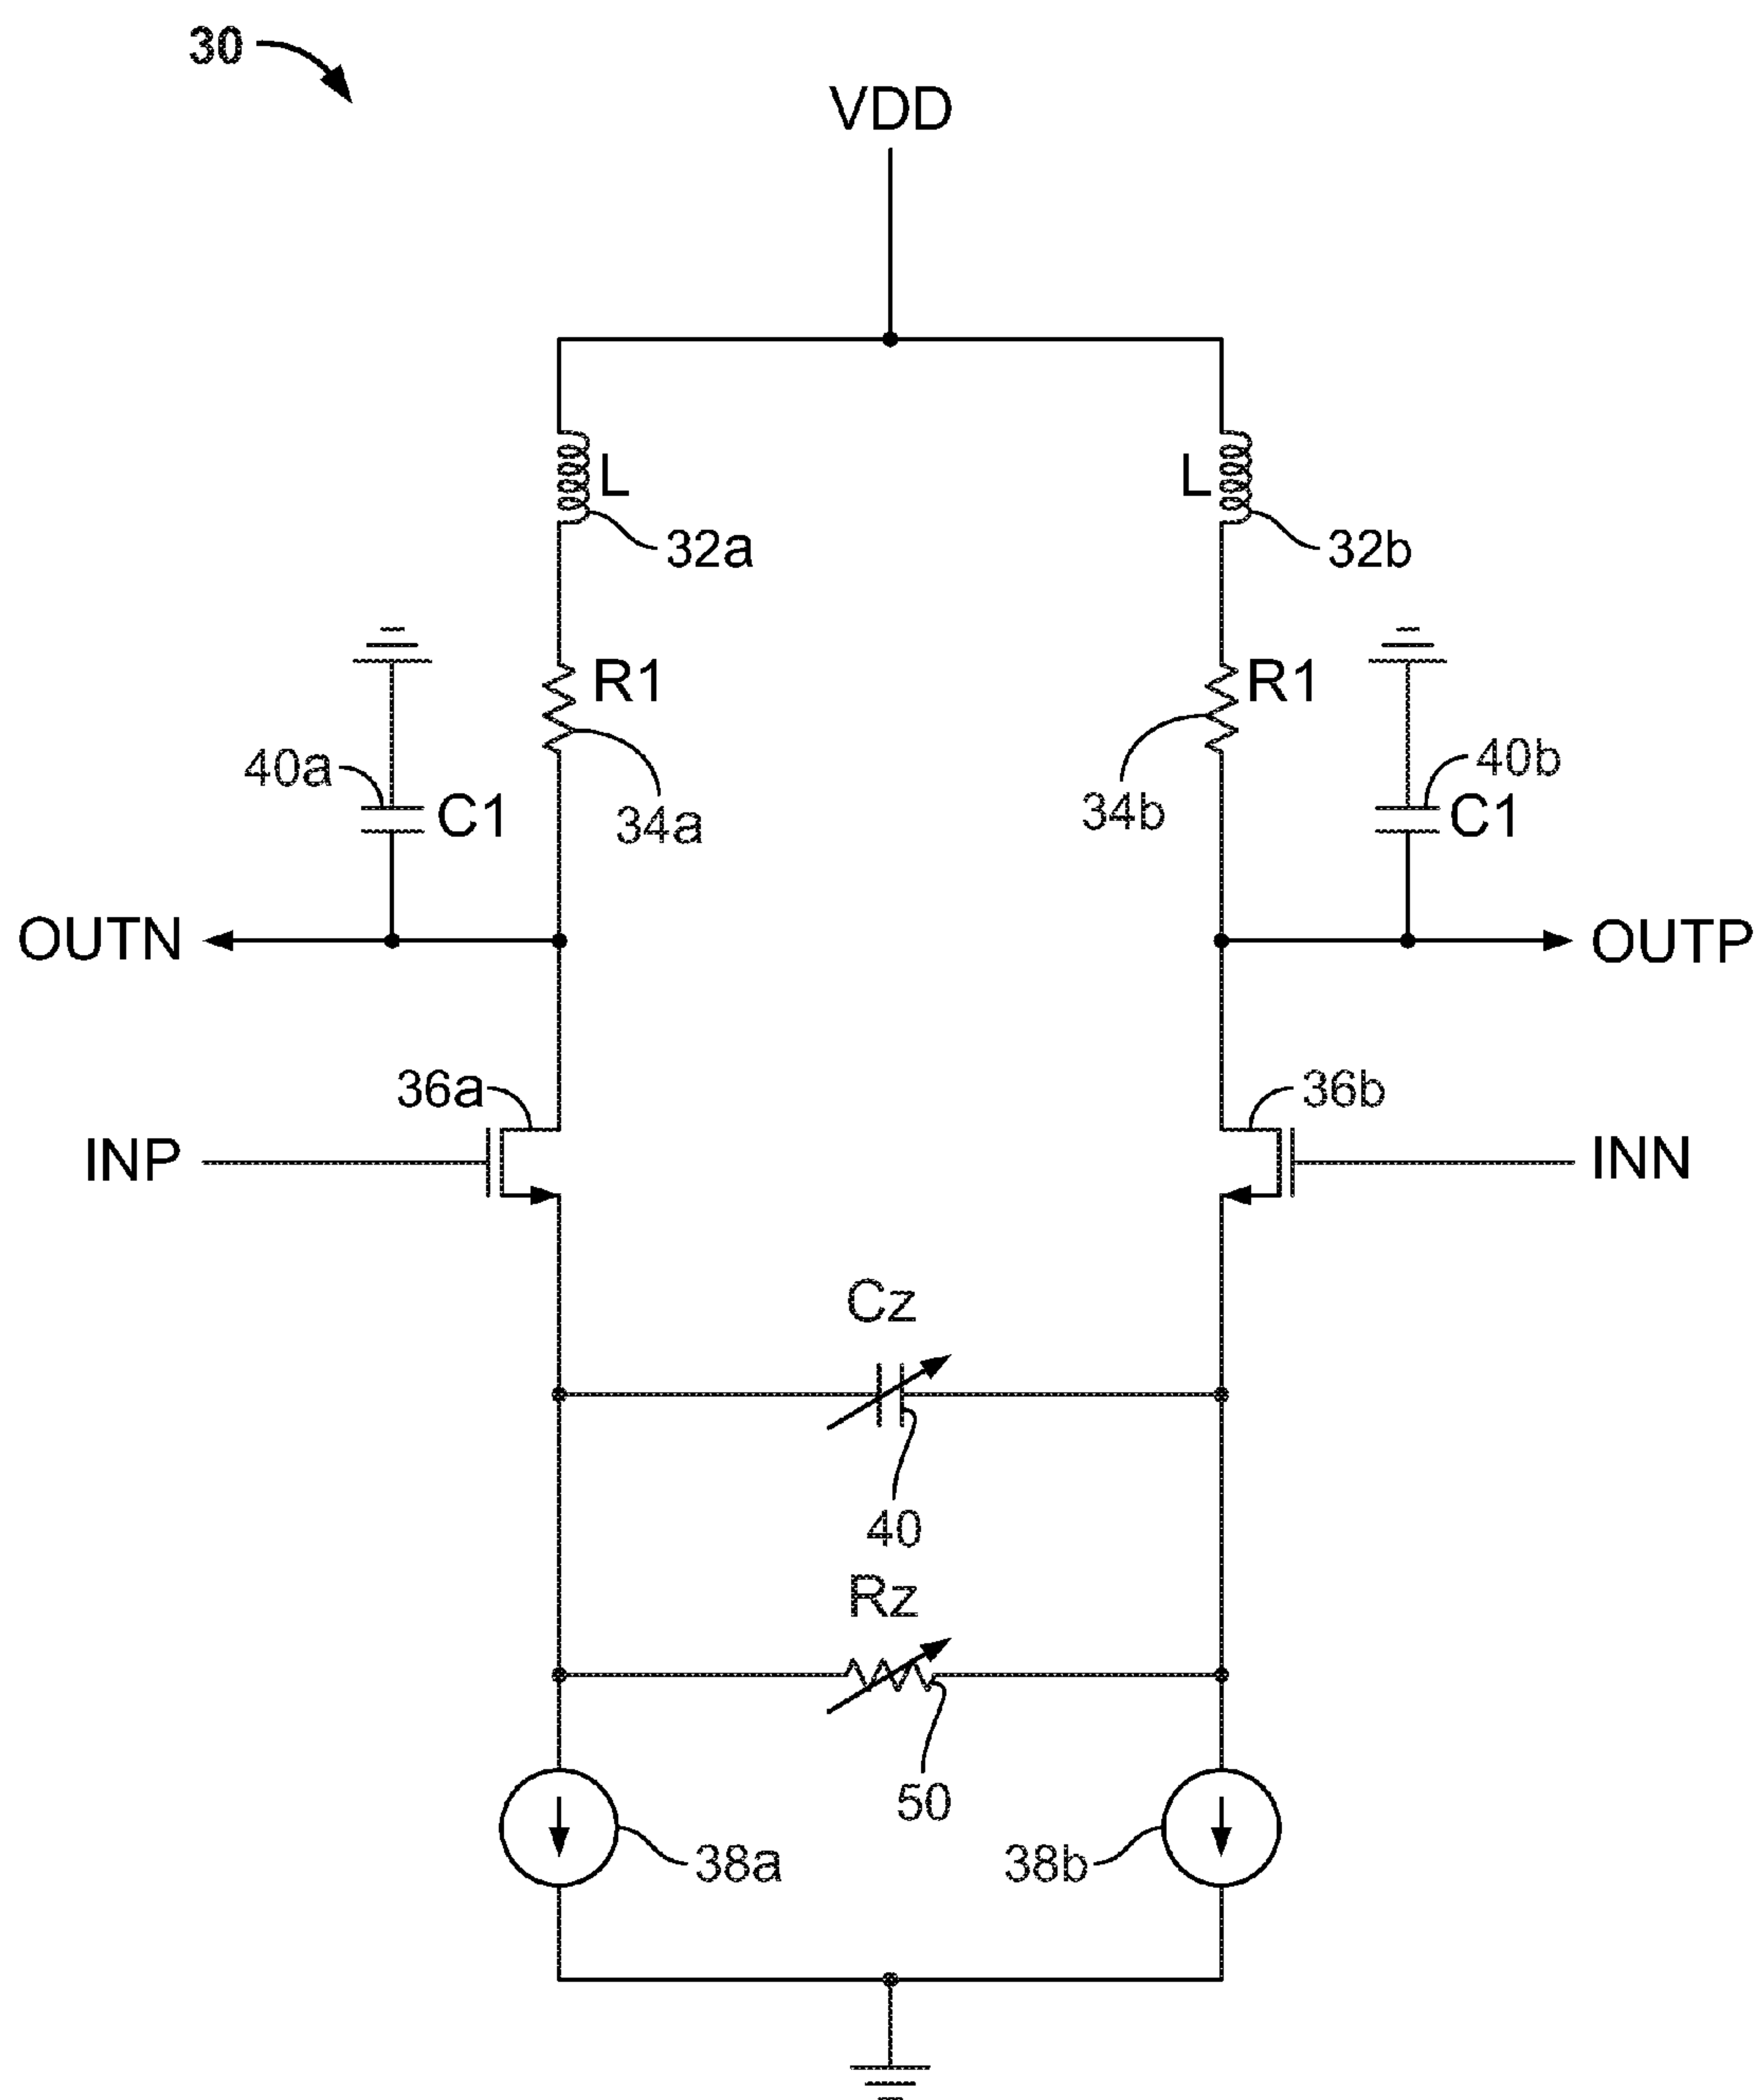 30
VDD
L
L
32a
32b
R1
R1
40a
40b
C1
C1
34a
34b
OUTN
OUTP
36a
36b
INP
INN
Cz
40
Rz
50
38a
38b